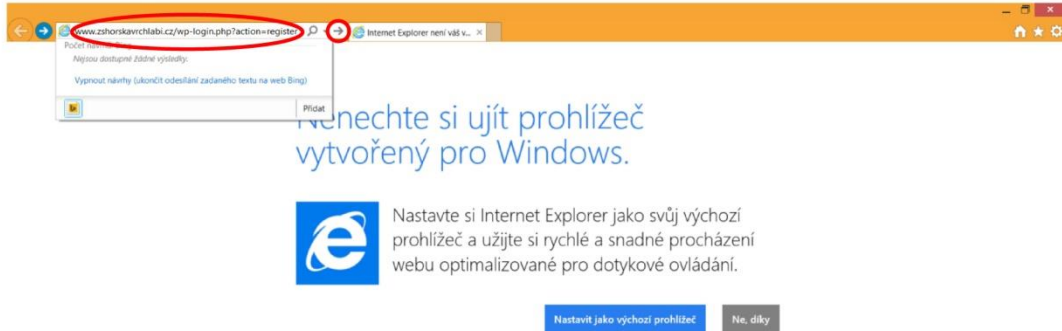 www.zshorskavrchlabi.cz/wp-login.php?action=register
Internet Explorer není váš v...
Nejsou dostupné žádné výsledky.
Vypnout návrhy (ukončit odesílání zadaného textu na web Bing)
Přidat
Nenechte si ujít prohlížeč
vytvořený pro Windows.
Nastavte si Internet Explorer jako svůj výchozí
prohlížeč a užijte si rychlé a snadné procházení
webu optimalizované pro dotykové ovládání.
Nastavit jako výchozí prohlížeč
Ne, díky